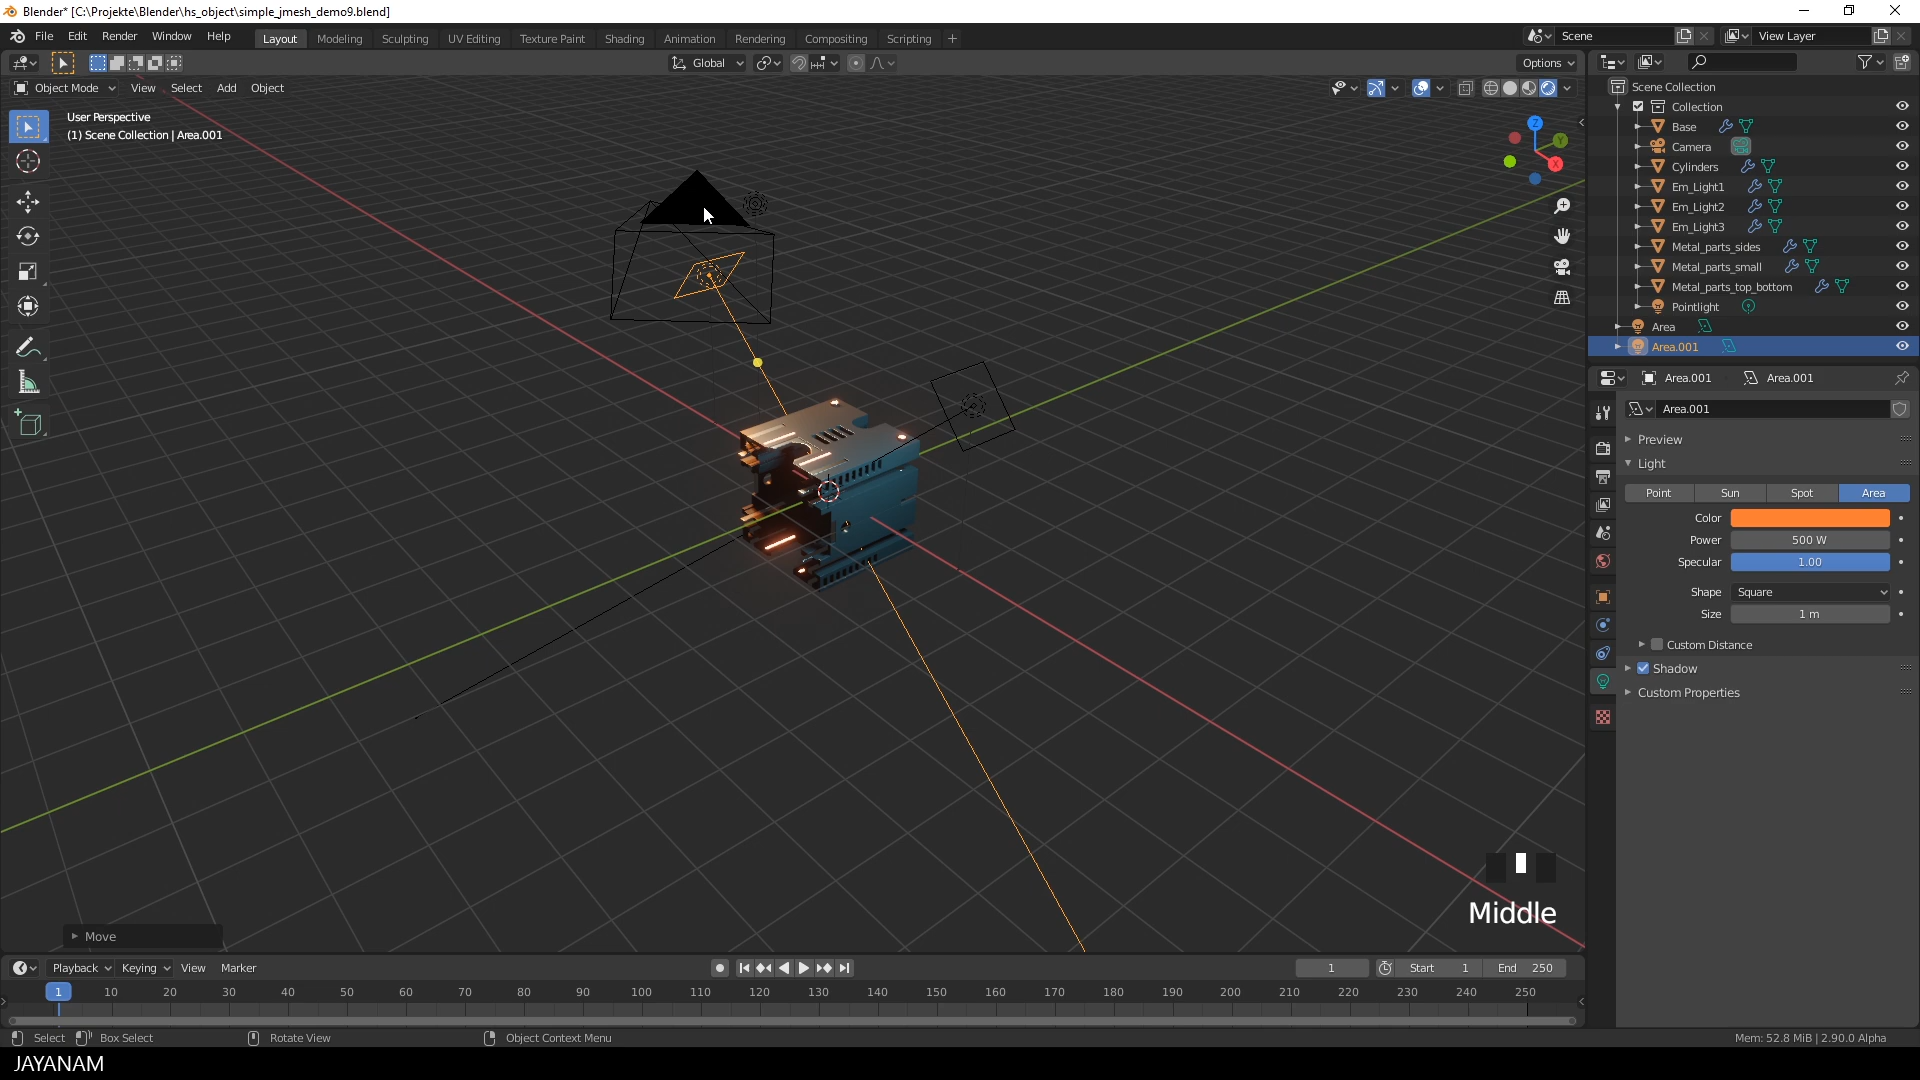 Blender* [C:\Projekte\Blender\hs_object\simple_jmesh_demo9.blend]
File Edit Render Window Help Layout Modeling Sculpting UV Editing Texture Paint Shading Animation Rendering Compositing Scripting + Scene View Layer
Global Options
Object Mode View Select Add Object
User Perspective
(1) Scene Collection | Area.001
Z
Y
X
Scene Collection
Collection
Base
Camera
Cylinders
Em_Light1
Em_Light2
Em_Light3
Metal_parts_sides
Metal_parts_small
Metal_parts_top_bottom
Pointlight
Area
Area.001
Area.001 Area.001
Area.001
Preview
Light
Point Sun Spot Area
Color
Power 500 W
Specular 1.00
Shape Square
Size 1 m
Custom Distance
Shadow
Custom Properties
Middle
Move
Playback Keying View Marker 1 Start 1 End 250
1 10 20 30 40 50 60 70 80 90 100 110 120 130 140 150 160 170 180 190 200 210 220 230 240 250
Select Box Select Rotate View Object Context Menu Mem: 52.8 MiB | 2.90.0 Alpha
JAYANAM